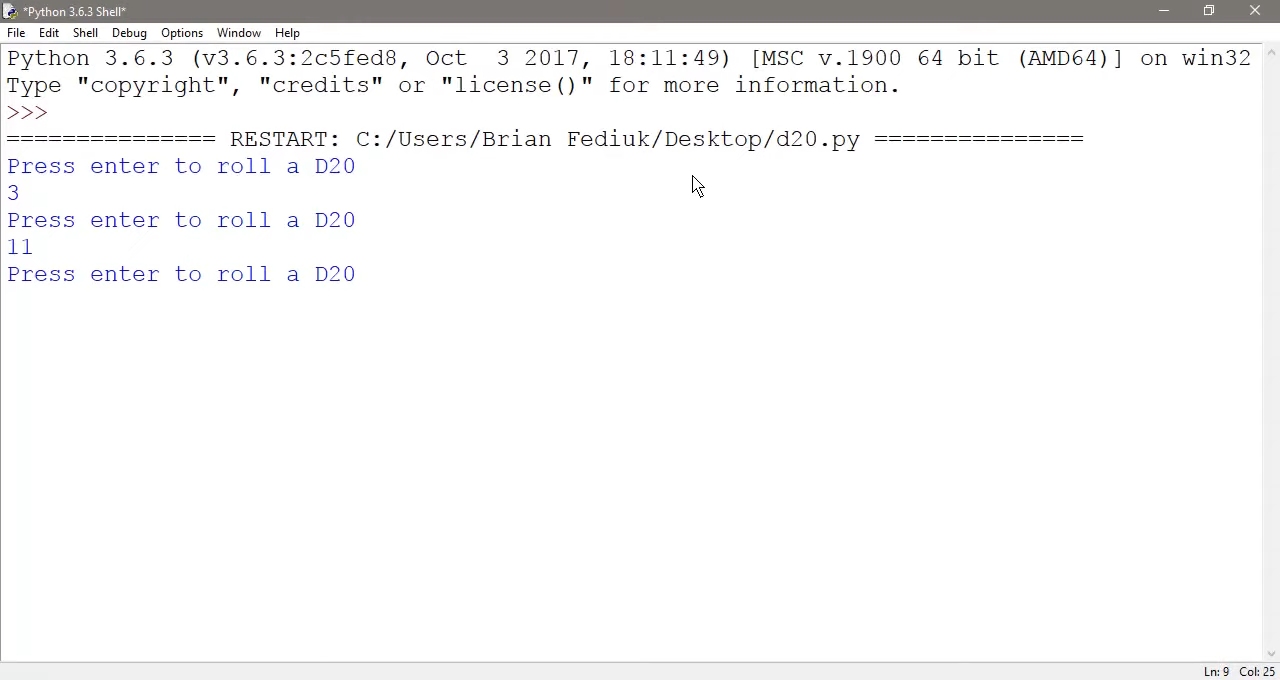 *Python 3.6.3 Shell*
File Edit Shell Debug Options Window Help
Python 3.6.3 (v3.6.3:2c5fed8, Oct  3 2017, 18:11:49) [MSC v.1900 64 bit (AMD64)] on win32
Type "copyright", "credits" or "license()" for more information.
>>>
=============== RESTART: C:/Users/Brian Fediuk/Desktop/d20.py ===============
Press enter to roll a D20
3
Press enter to roll a D20
11
Press enter to roll a D20
Ln: 9 Col: 25